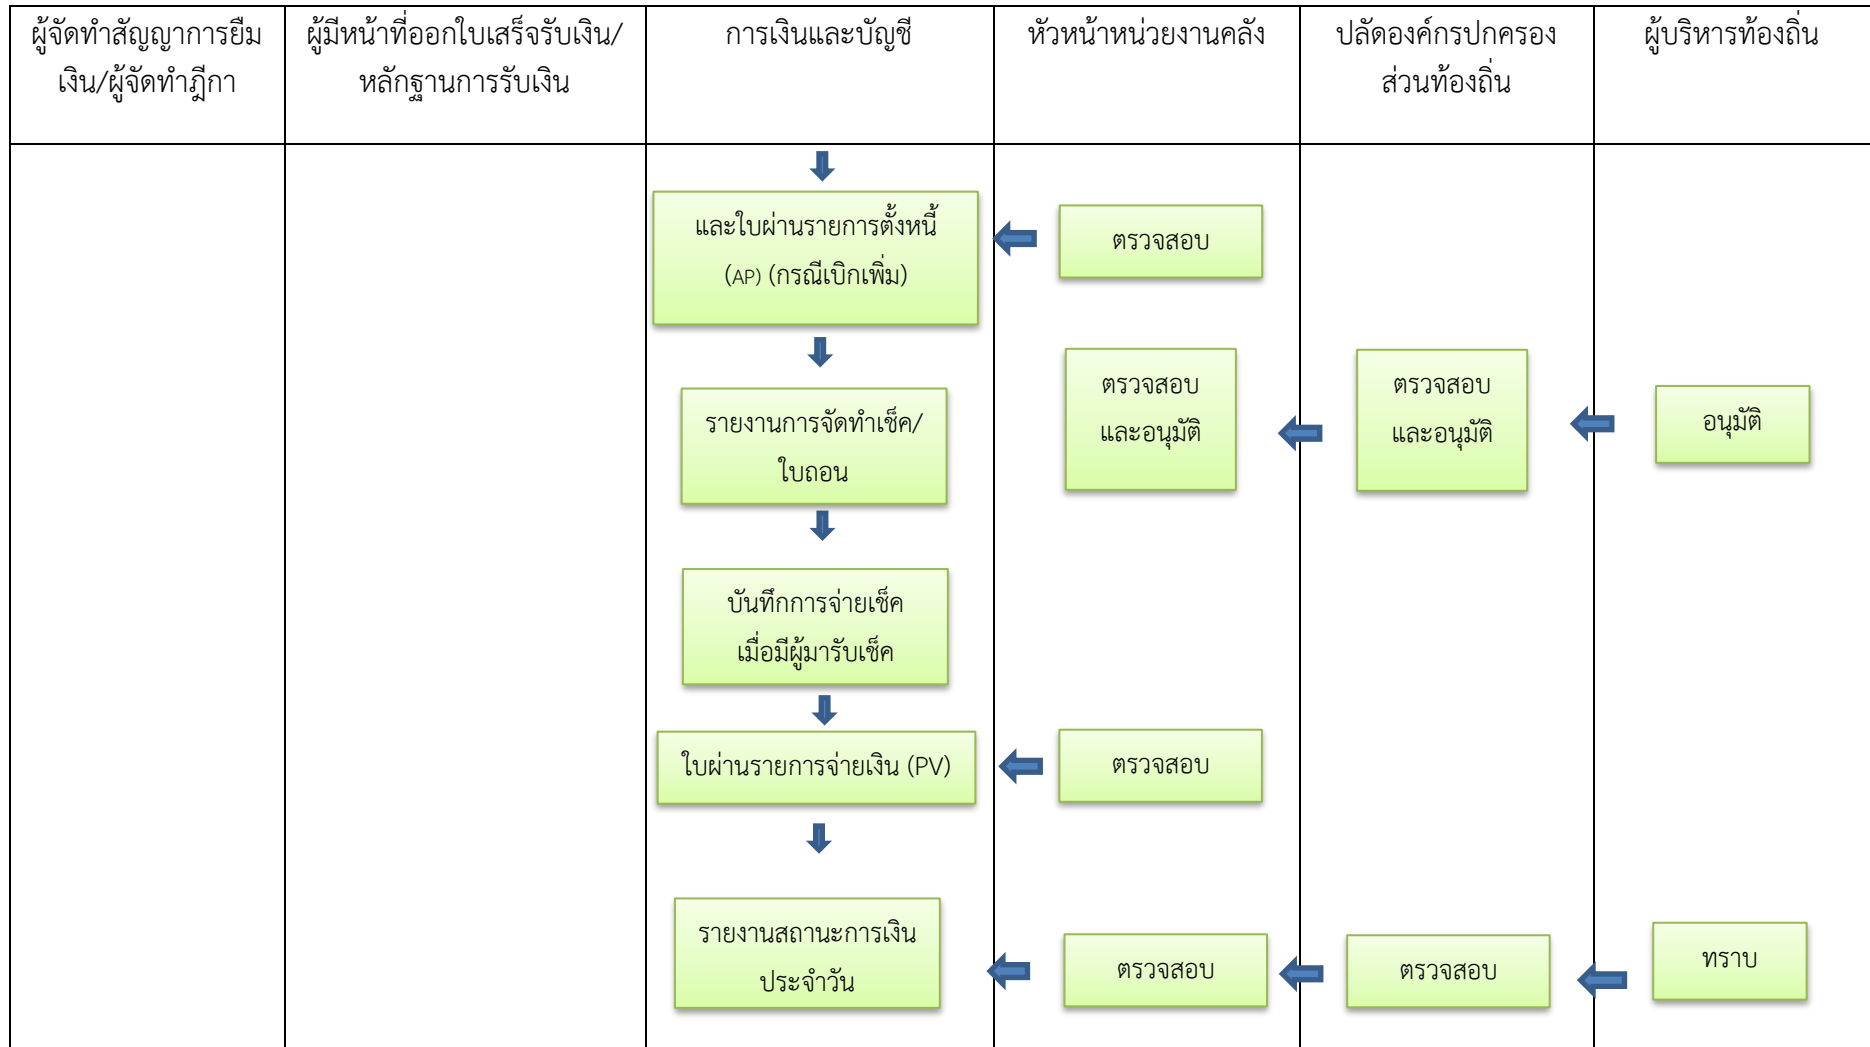 ผู้จัดทำสัญญาการยืม
เงิน/ผู้จัดทำฎีกา
ผู้มีหน้าที่ออกใบเสร็จรับเงิน/
หลักฐานการรับเงิน
การเงินและบัญชี
หัวหน้าหน่วยงานคลัง
ปลัดองค์กรปกครอง
ส่วนท้องถิ่น
ผู้บริหารท้องถิ่น
และใบผ่านรายการตั้งหนี้
(AP) (กรณีเบิกเพิ่ม)
ตรวจสอบ
รายงานการจัดทำเช็ค/
ใบถอน
ตรวจสอบ
และอนุมัติ
ตรวจสอบ
และอนุมัติ
อนุมัติ
บันทึกการจ่ายเช็ค
เมื่อมีผู้มารับเช็ค
ใบผ่านรายการจ่ายเงิน (PV)
ตรวจสอบ
รายงานสถานะการเงิน
ประจำวัน
ตรวจสอบ
ตรวจสอบ
ทราบ